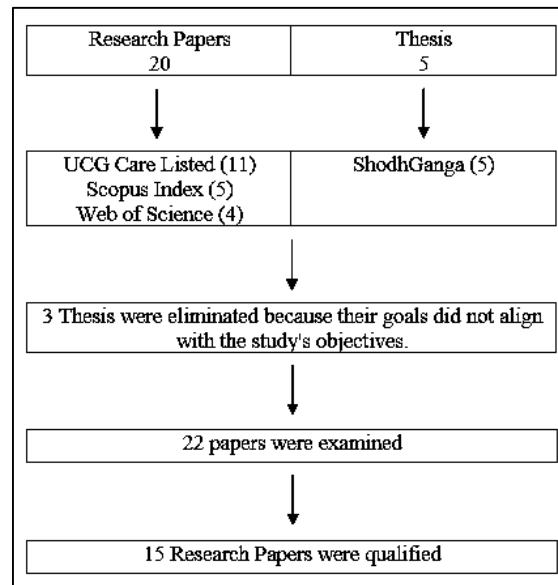 Research Papers
20
Thesis
5
UCG Care Listed (11)
Scopus Index (5)
Web of Science (4)
ShodhGanga (5)
3 Thesis were eliminated because their goals did not align
with the study's objectives.
22 papers were examined
15 Research Papers were qualified